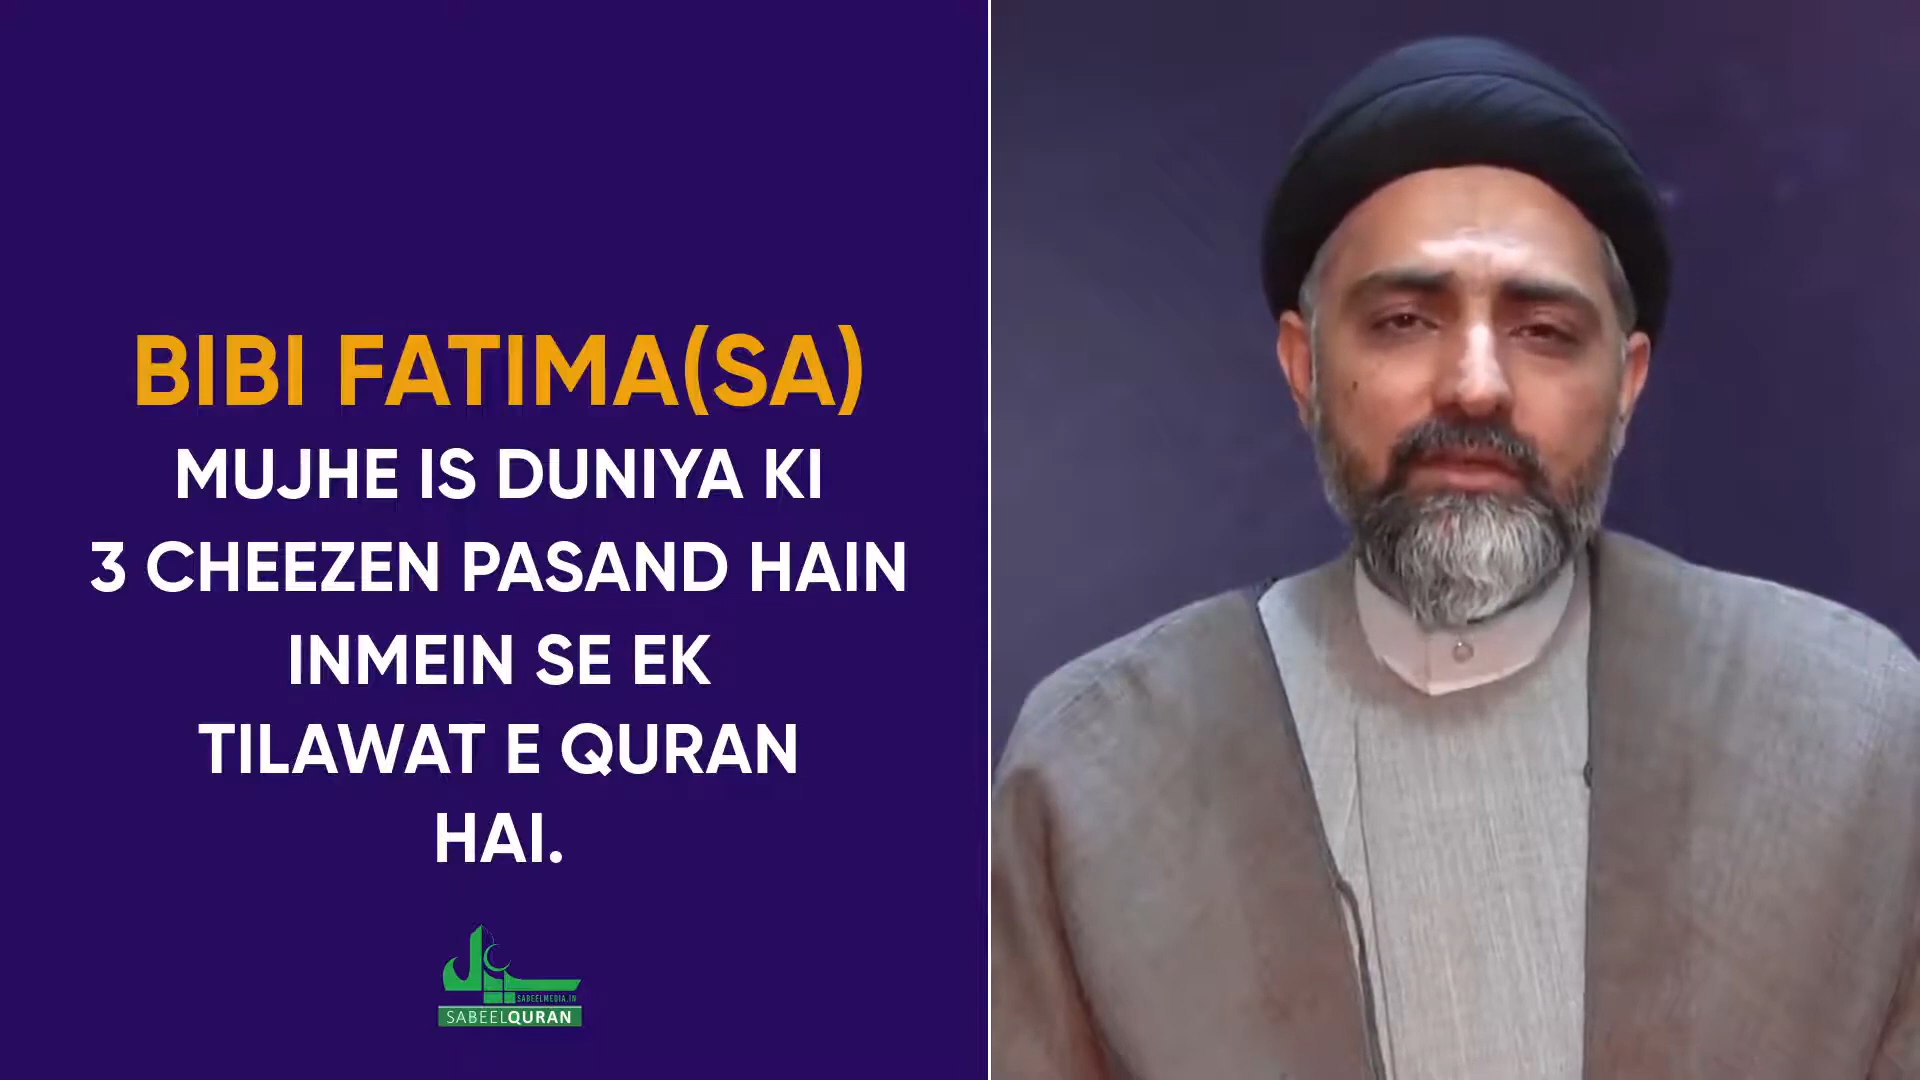 BIBI FATIMA(SA)
MUJHE IS DUNIYA KI
3 CHEEZEN PASAND HAIN
INMEIN SE EK
TILAWAT E QURAN
HAI.
SABEELMEDIA.IN
SABEELQURAN